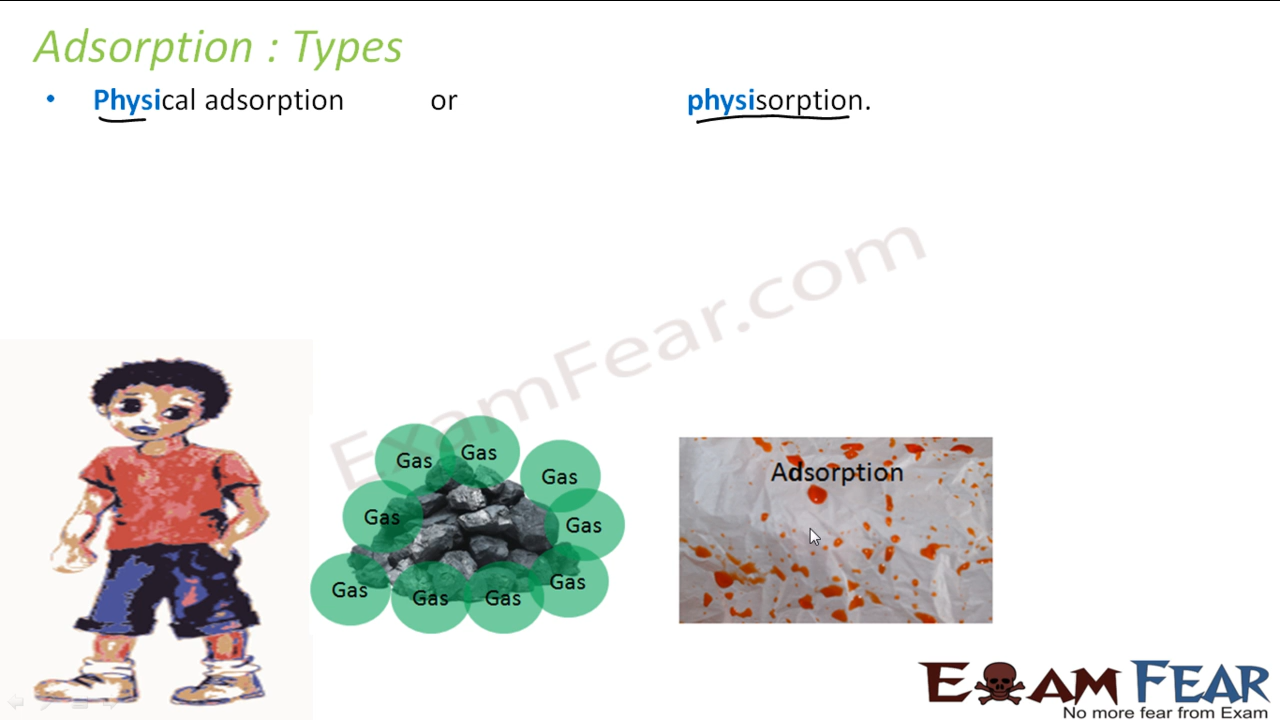 Adsorption : Types
• Physical adsorption or physisorption.
ExamFear.com
Gas
Gas
Gas
Gas
Gas
Gas
Gas
Gas
Gas
Adsorption
EXAM FEAR
No more fear from Exam